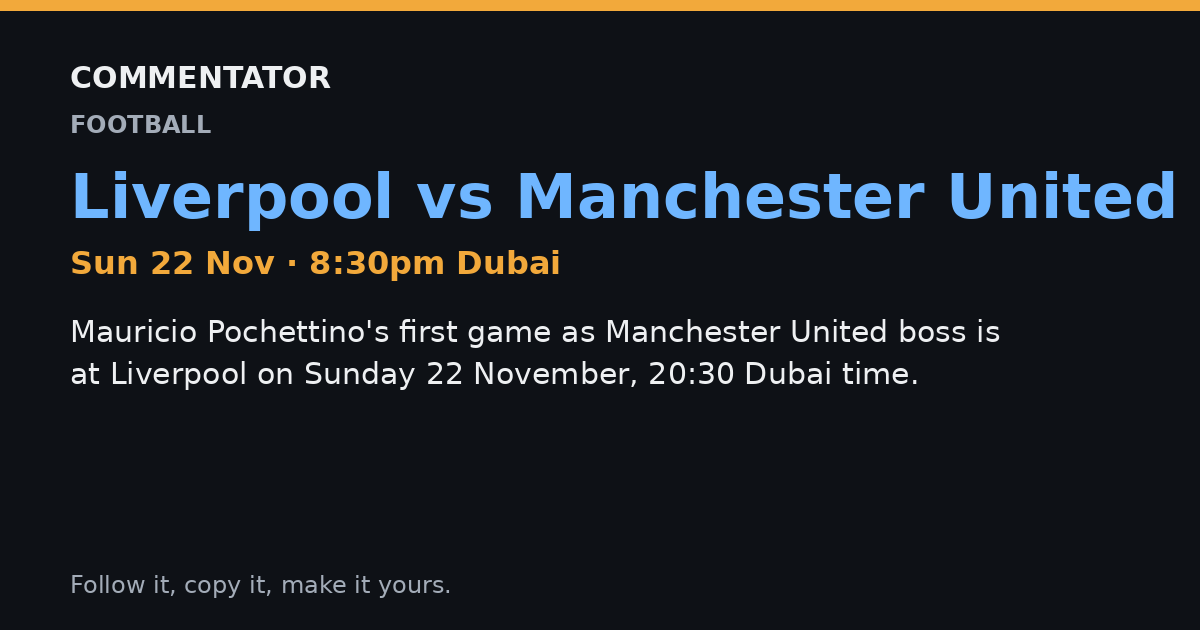 COMMENTATOR
FOOTBALL
Liverpool vs Manchester United
Sun 22 Nov · 8:30pm Dubai
Mauricio Pochettino's first game as Manchester United boss is
at Liverpool on Sunday 22 November, 20:30 Dubai time.
Follow it, copy it, make it yours.